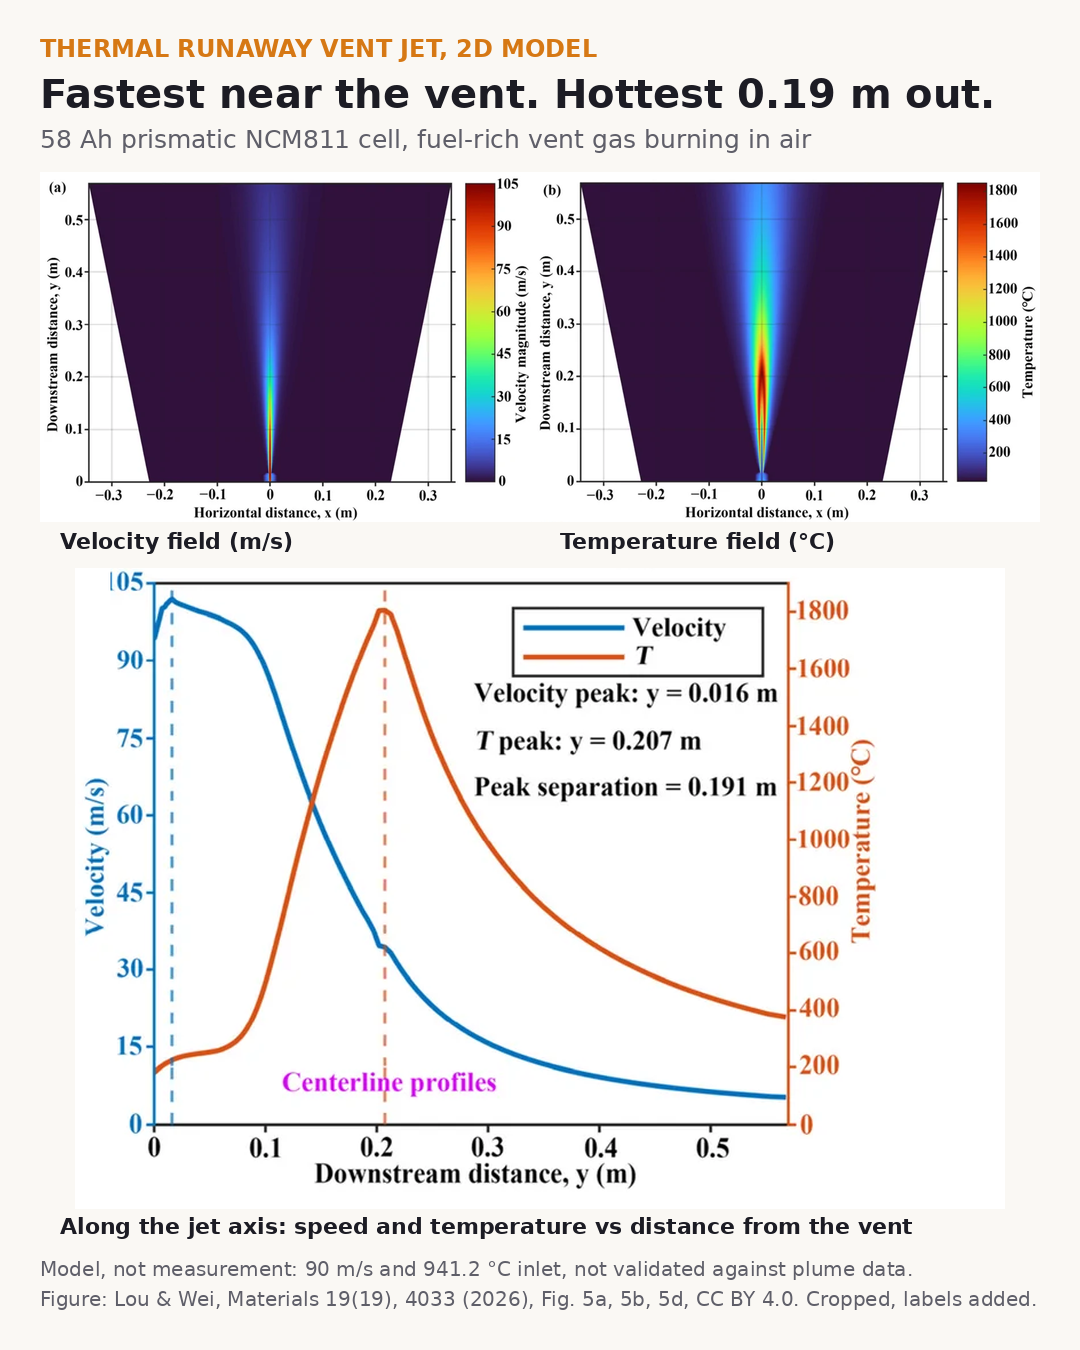 THERMAL RUNAWAY VENT JET, 2D MODEL
Fastest near the vent. Hottest 0.19 m out.
58 Ah prismatic NCM811 cell, fuel-rich vent gas burning in air
(a)
Downstream distance, y (m)
0.5
0.4
0.3
0.2
0.1
0
−0.3 −0.2 −0.1 0 0.1 0.2 0.3
Horizontal distance, x (m)
105
90
75
60
45
30
15
0
Velocity magnitude (m/s)
(b)
Downstream distance, y (m)
0.5
0.4
0.3
0.2
0.1
0
−0.3 −0.2 −0.1 0 0.1 0.2 0.3
Horizontal distance, x (m)
1800
1600
1400
1200
1000
800
600
400
200
Temperature (°C)
Velocity field (m/s)
Temperature field (°C)
Velocity (m/s)
105
90
75
60
45
30
15
0
Velocity
T
Velocity peak: y = 0.016 m
T peak: y = 0.207 m
Peak separation = 0.191 m
Centerline profiles
1800
1600
1400
1200
1000
800
600
400
200
0
Temperature (°C)
0 0.1 0.2 0.3 0.4 0.5
Downstream distance, y (m)
Along the jet axis: speed and temperature vs distance from the vent
Model, not measurement: 90 m/s and 941.2 °C inlet, not validated against plume data.
Figure: Lou & Wei, Materials 19(19), 4033 (2026), Fig. 5a, 5b, 5d, CC BY 4.0. Cropped, labels added.